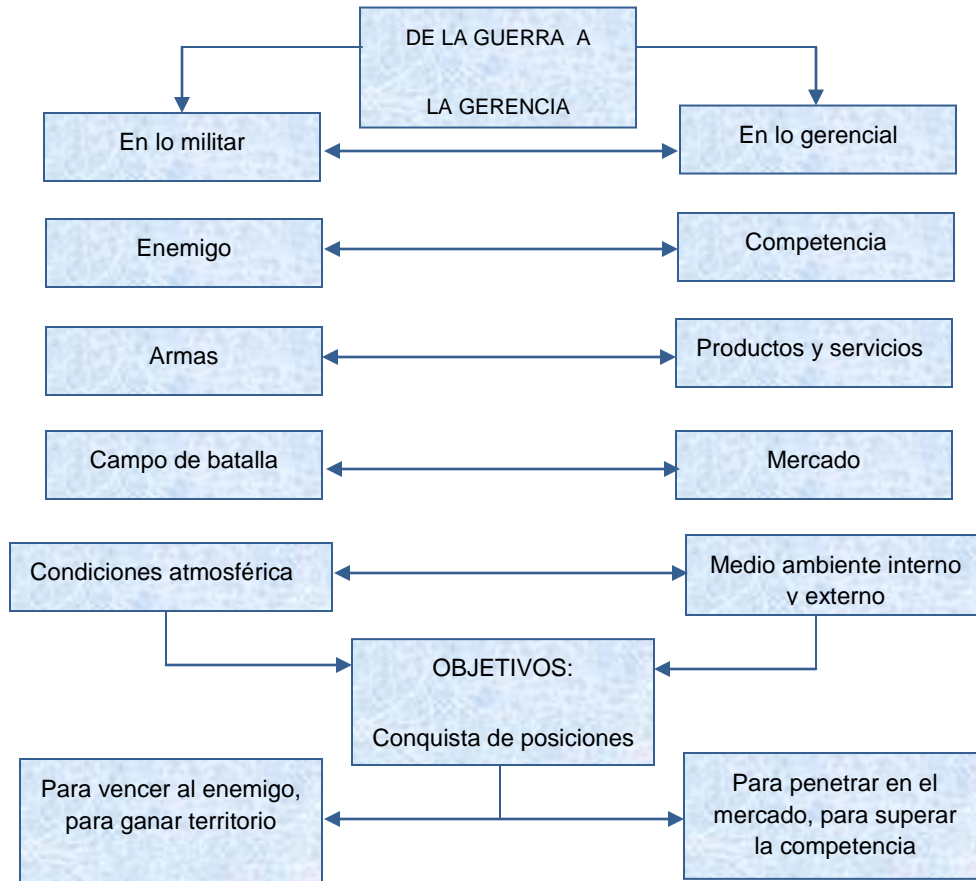 DE LA GUERRA A
LA GERENCIA
En lo militar
En lo gerencial
Enemigo
Competencia
Armas
Productos y servicios
Campo de batalla
Mercado
Condiciones atmosférica
Medio ambiente interno
y externo
OBJETIVOS:
Conquista de posiciones
Para vencer al enemigo,
para ganar territorio
Para penetrar en el
mercado, para superar
la competencia